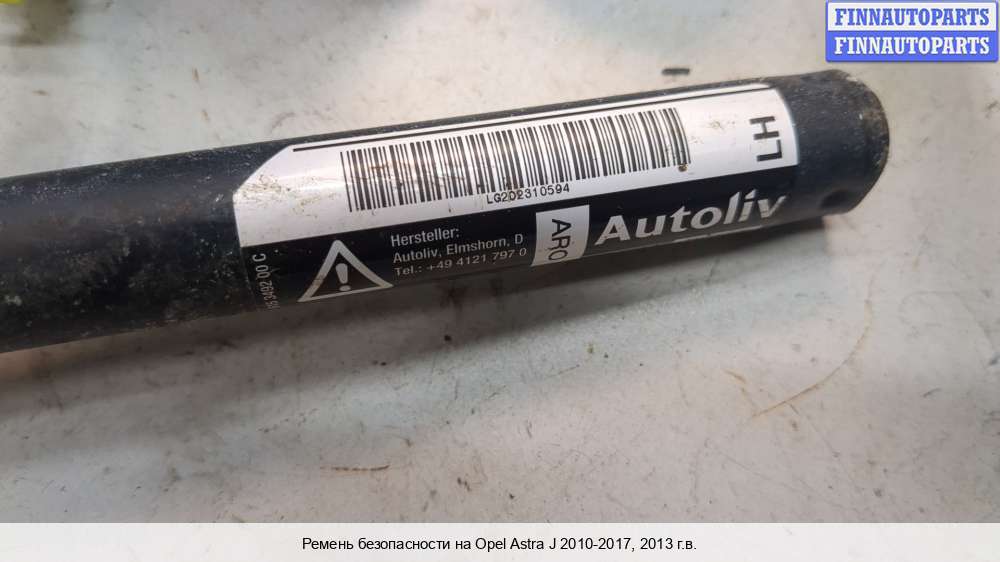 FINNAUTOPARTS
FINNAUTOPARTS
LH
LG202310594
Hersteller:
Autoliv, Elmshorn, D
Tel.: +49 4121 797 0
ARO
Autoliv
Ремень безопасности на Opel Astra J 2010-2017, 2013 г.в.